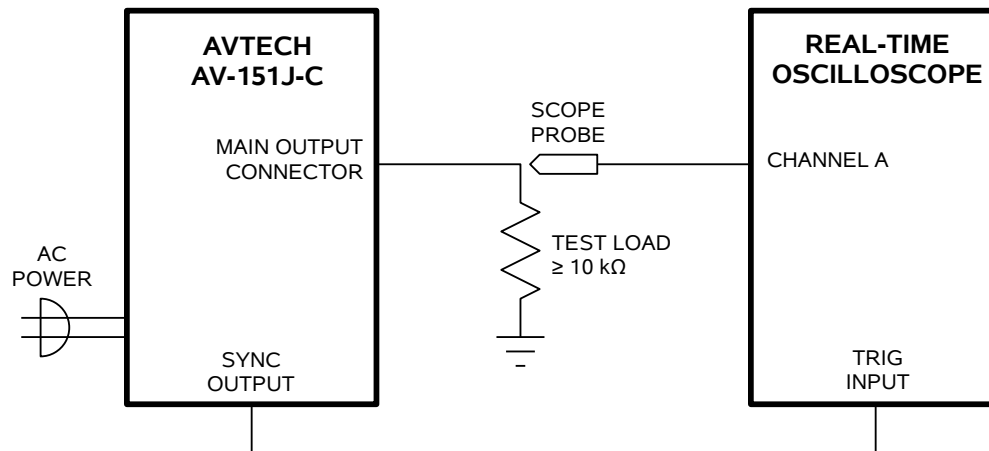 AVTECH
AV-151J-C
MAIN OUTPUT
CONNECTOR
AC
POWER
SYNC
OUTPUT
SCOPE
PROBE
TEST LOAD
≥ 10 kΩ
REAL-TIME
OSCILLOSCOPE
CHANNEL A
TRIG
INPUT